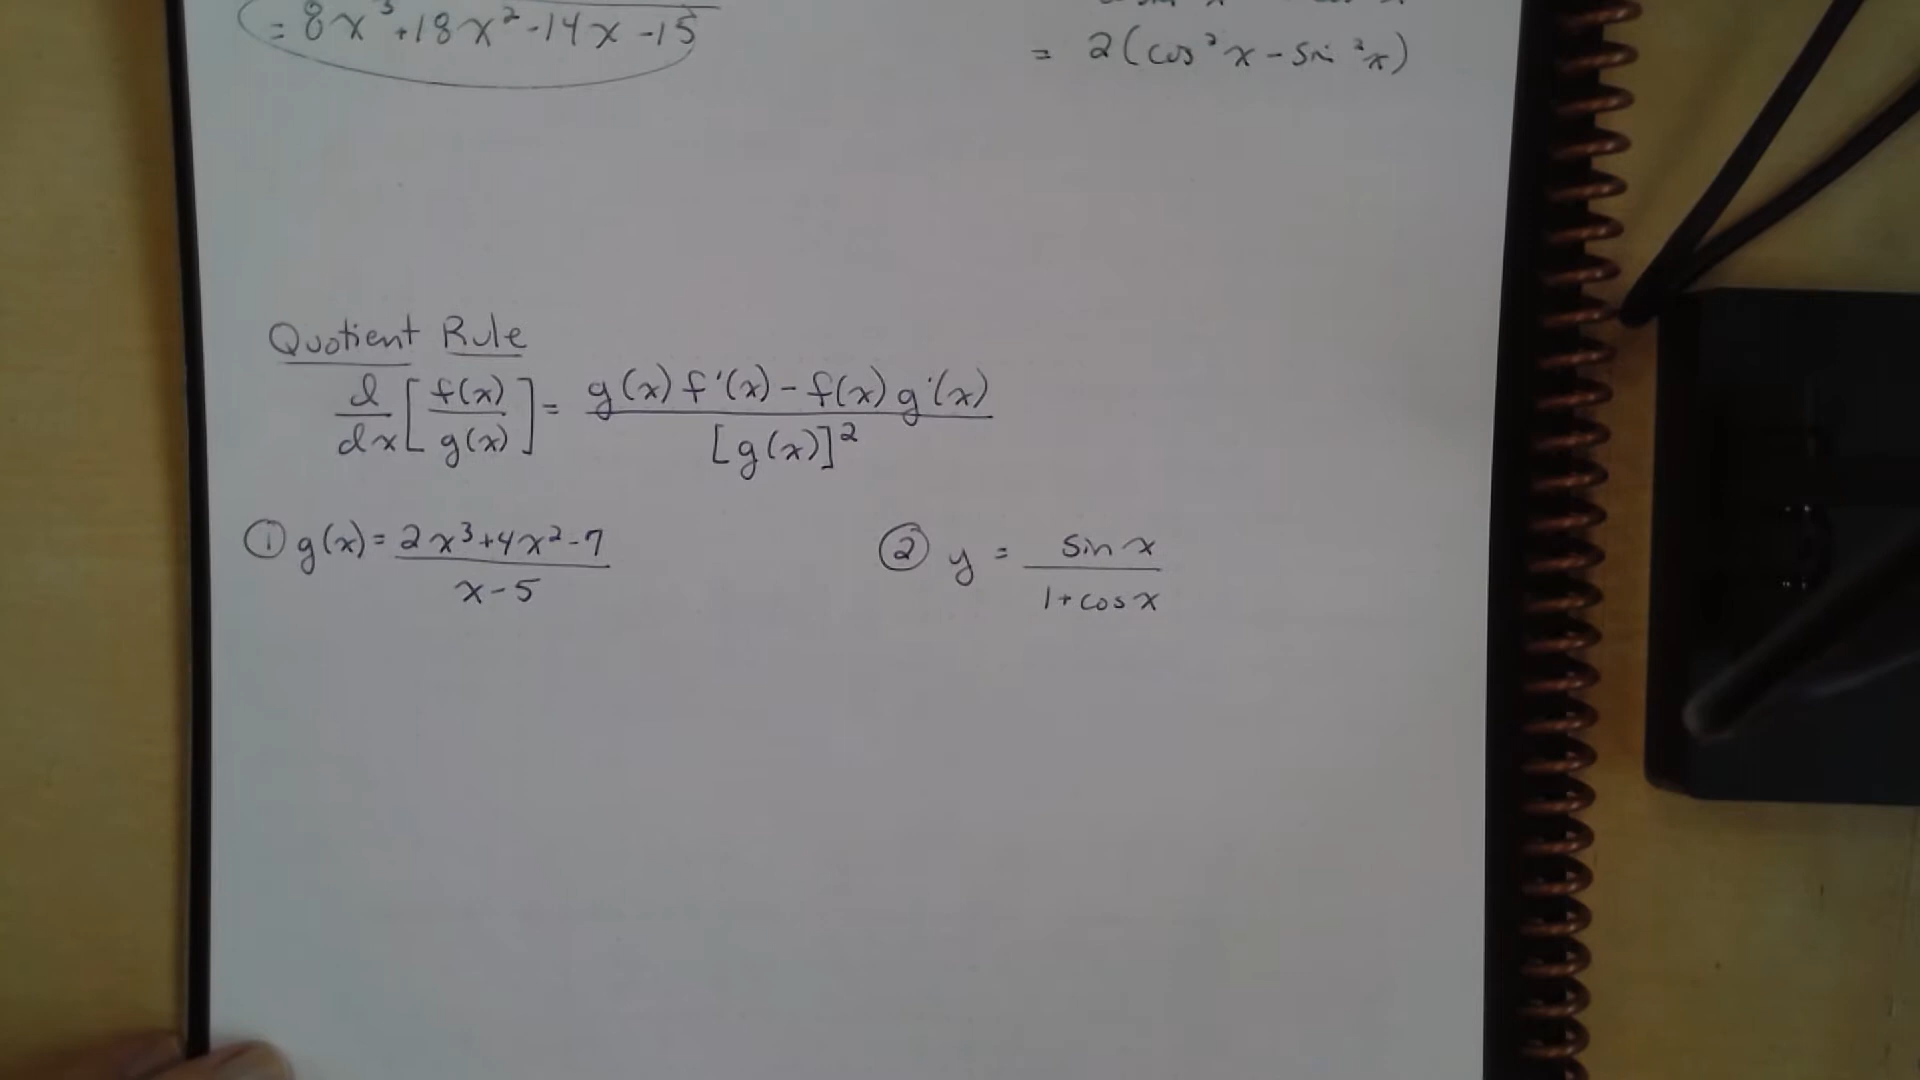 = 8x³+18x²-14x-15
= 2(cos²x-sin²x)
Quotient Rule
d/dx[f(x)/g(x)] = g(x)f'(x)-f(x)g'(x)/[g(x)]²
① g(x)= 2x³+4x²-7/x-5
② y = sin x/1+cos x